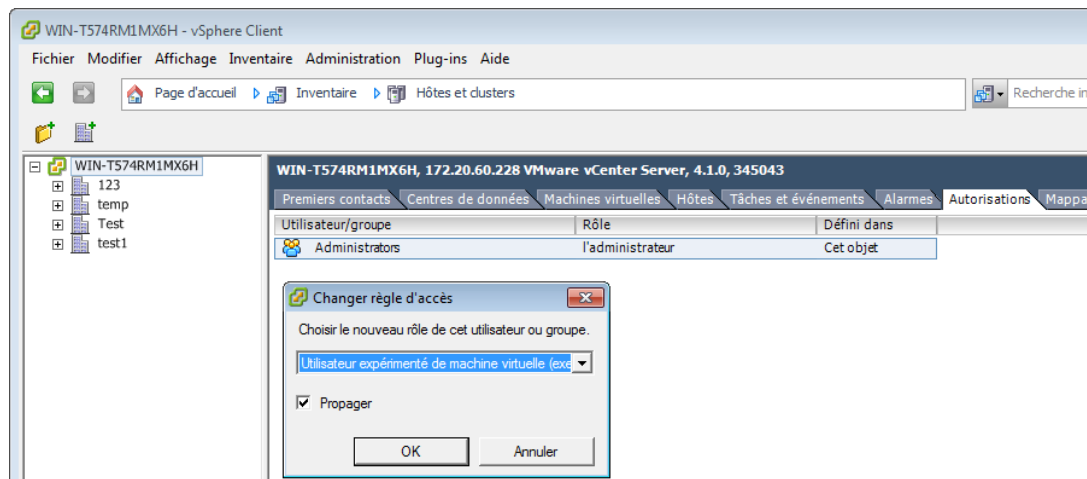 WIN-T574RM1MX6H - vSphere Client
Fichier Modifier Affichage Inventaire Administration Plug-ins Aide
Page d'accueil Inventaire Hôtes et clusters Recherche
WIN-T574RM1MX6H
123
temp
Test
test1
WIN-T574RM1MX6H, 172.20.60.228 VMware vCenter Server, 4.1.0, 345043
Premiers contacts Centres de données Machines virtuelles Hôtes Tâches et événements Alarmes Autorisations Mappa
Utilisateur/groupe Rôle Défini dans
Administrators l'administrateur Cet objet
Changer règle d'accès
Choisir le nouveau rôle de cet utilisateur ou groupe.
Utilisateur expérimenté de machine virtuelle (exe
Propager
OK Annuler